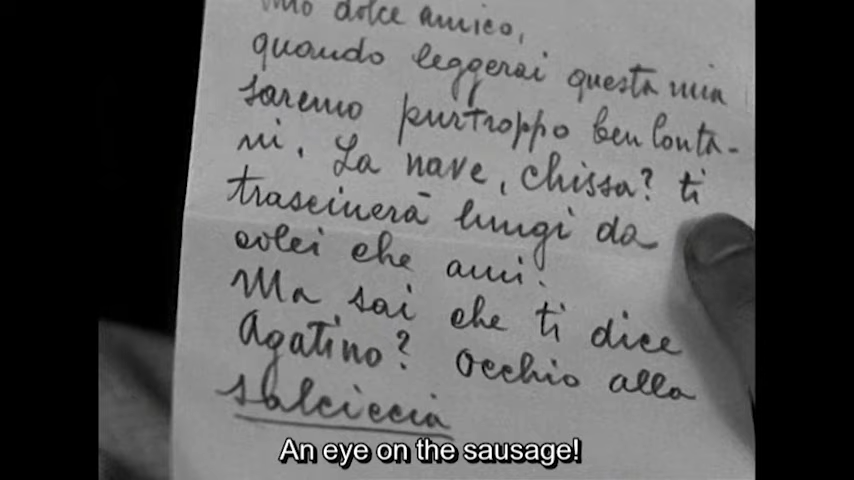 mio dolce amico,
quando leggerai questa mia
saremo purtroppo ben lonta-
ni. La nave, chissà? ti
trascinerà lungi da
colei che ami.
Ma sai che ti dice
Agatino? Occhio alla
salciccia
An eye on the sausage!